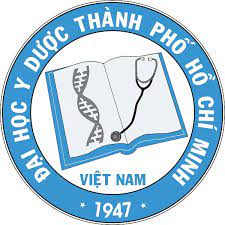 ĐẠI HỌC Y DƯỢC THÀNH PHỐ HỒ CHÍ MINH
VIỆT NAM
1947